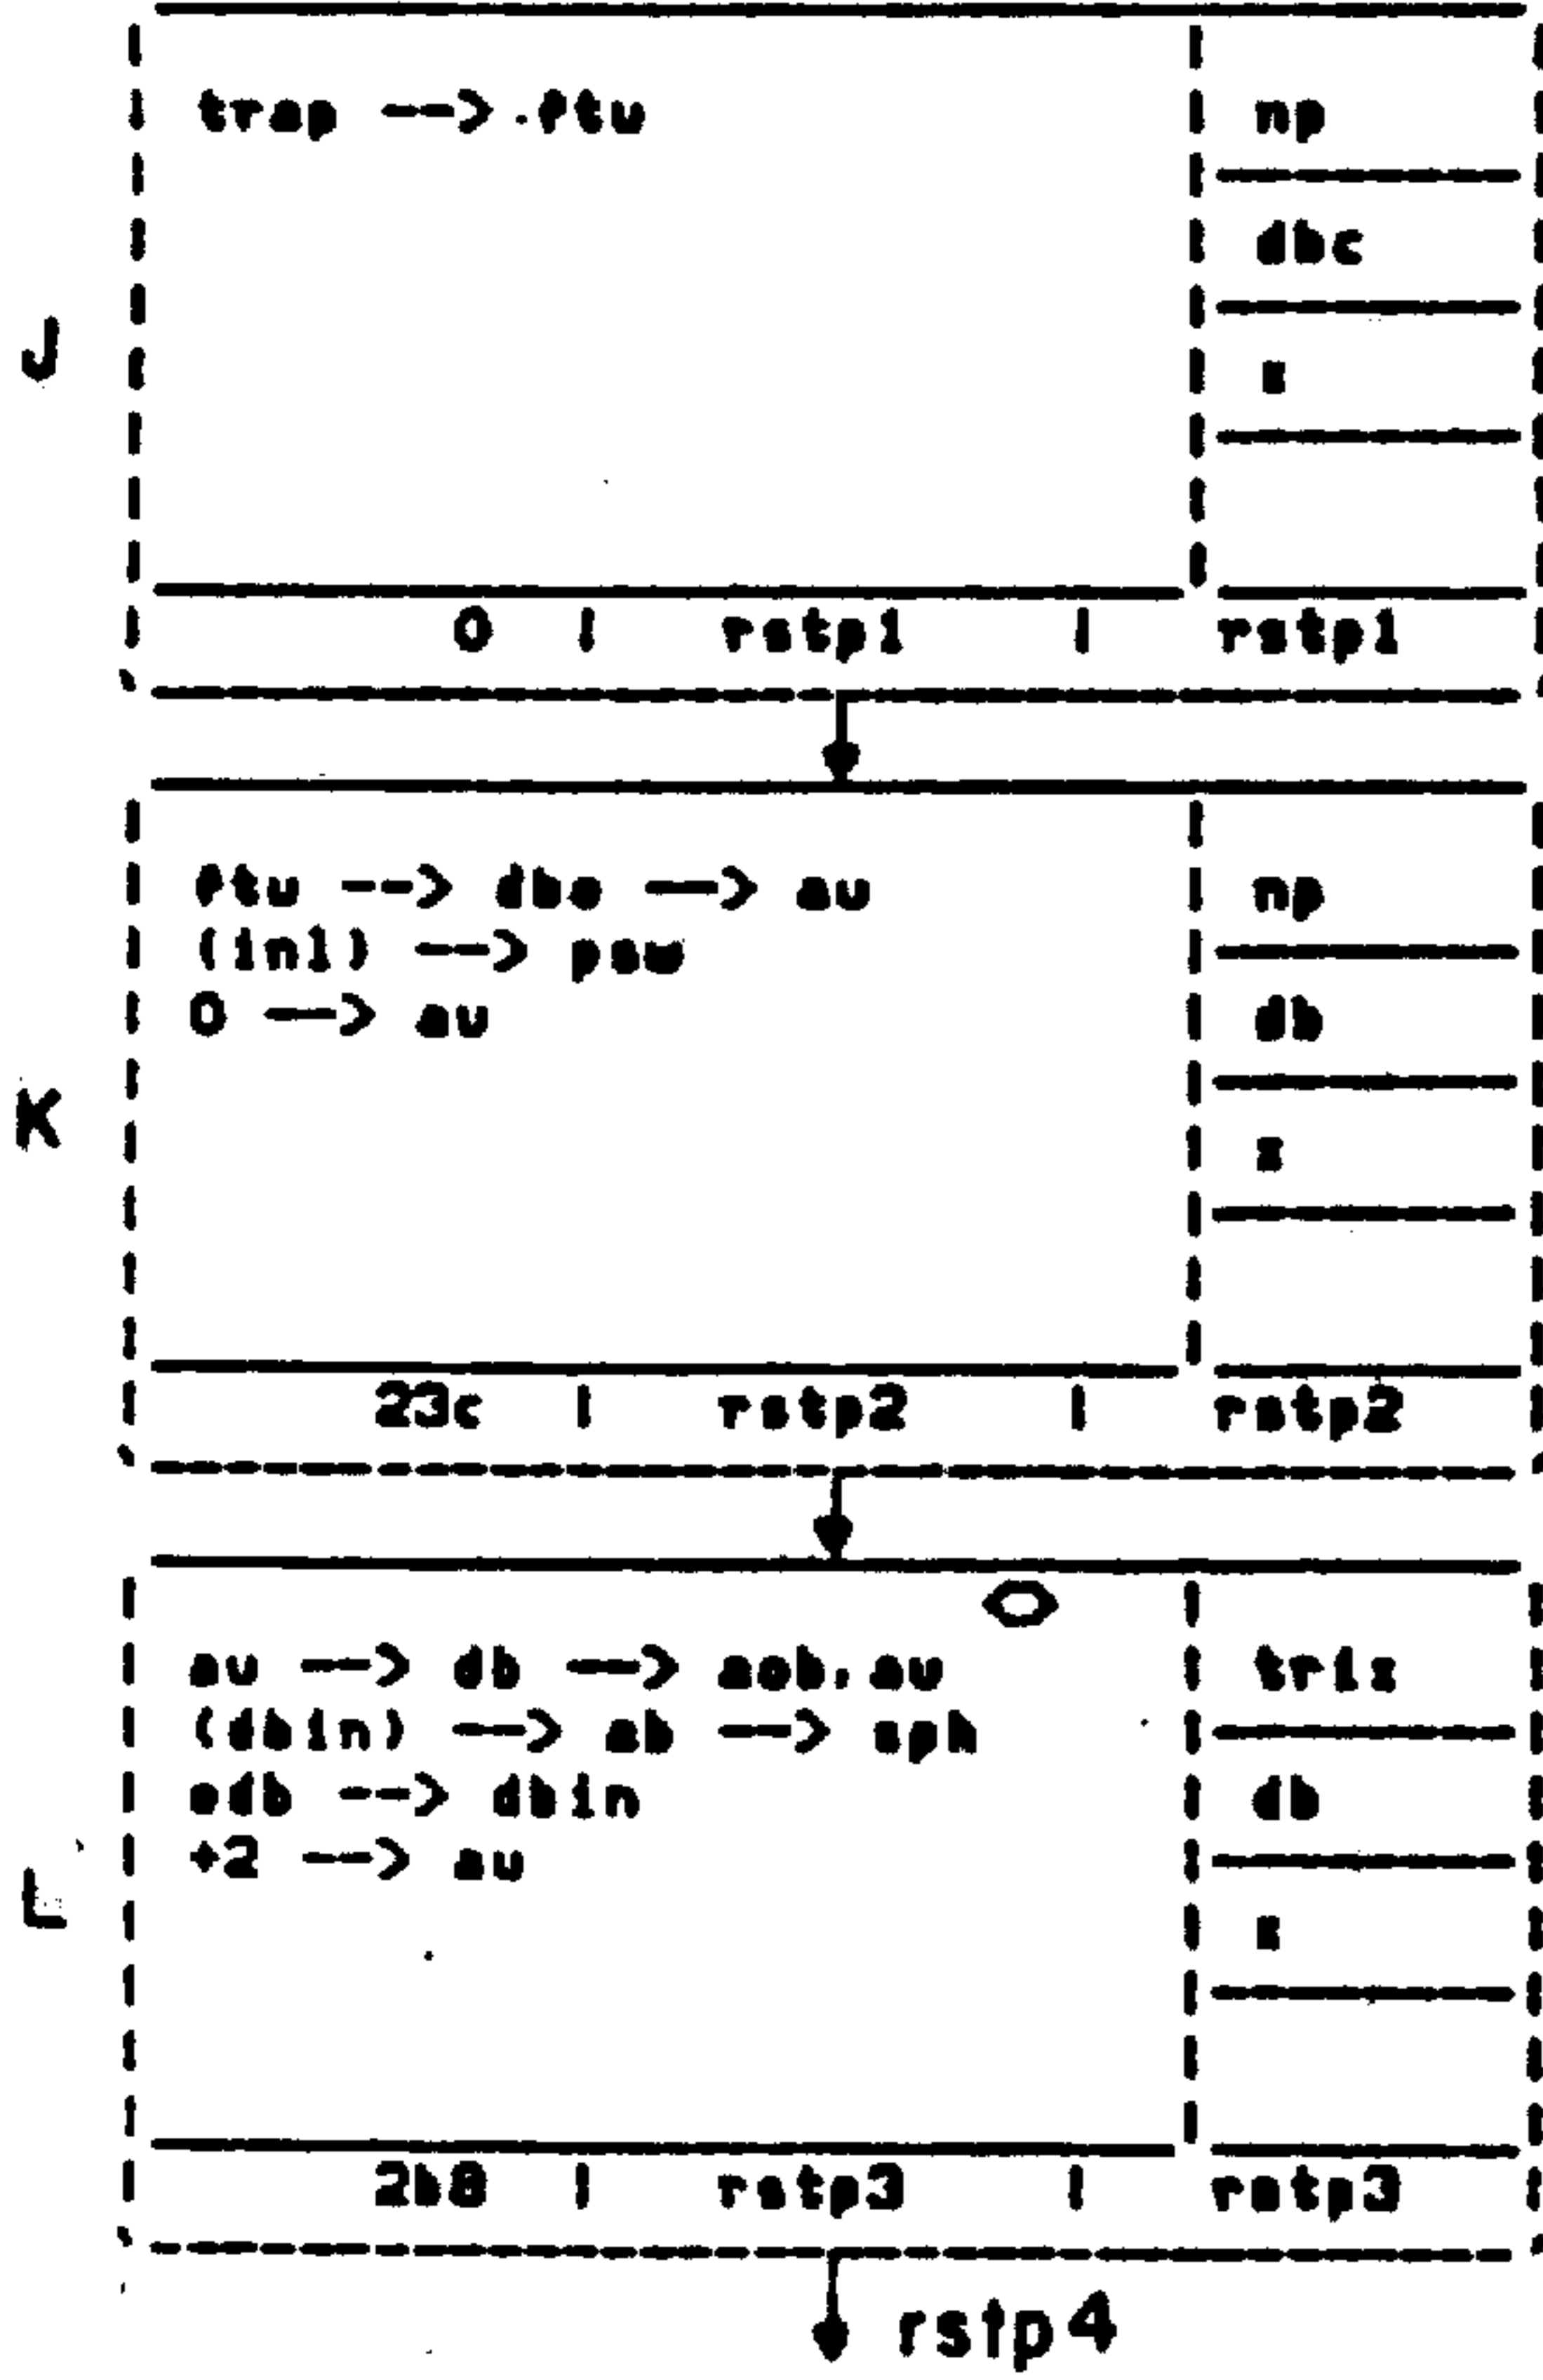 trap --> ftu
np
dbc
x
J
0 | rstp1 | rstp1
ftu --> dbe --> au
(inl) --> psw
0 --> au
np
db
x
K
23c | rstp2 | rstp2
au --> db --> aob, au
(dbin) --> ab --> sph
edb --> dbin
+2 --> au
trix
db
x
L
2b8 | rstp3 | rstp3
rstp4